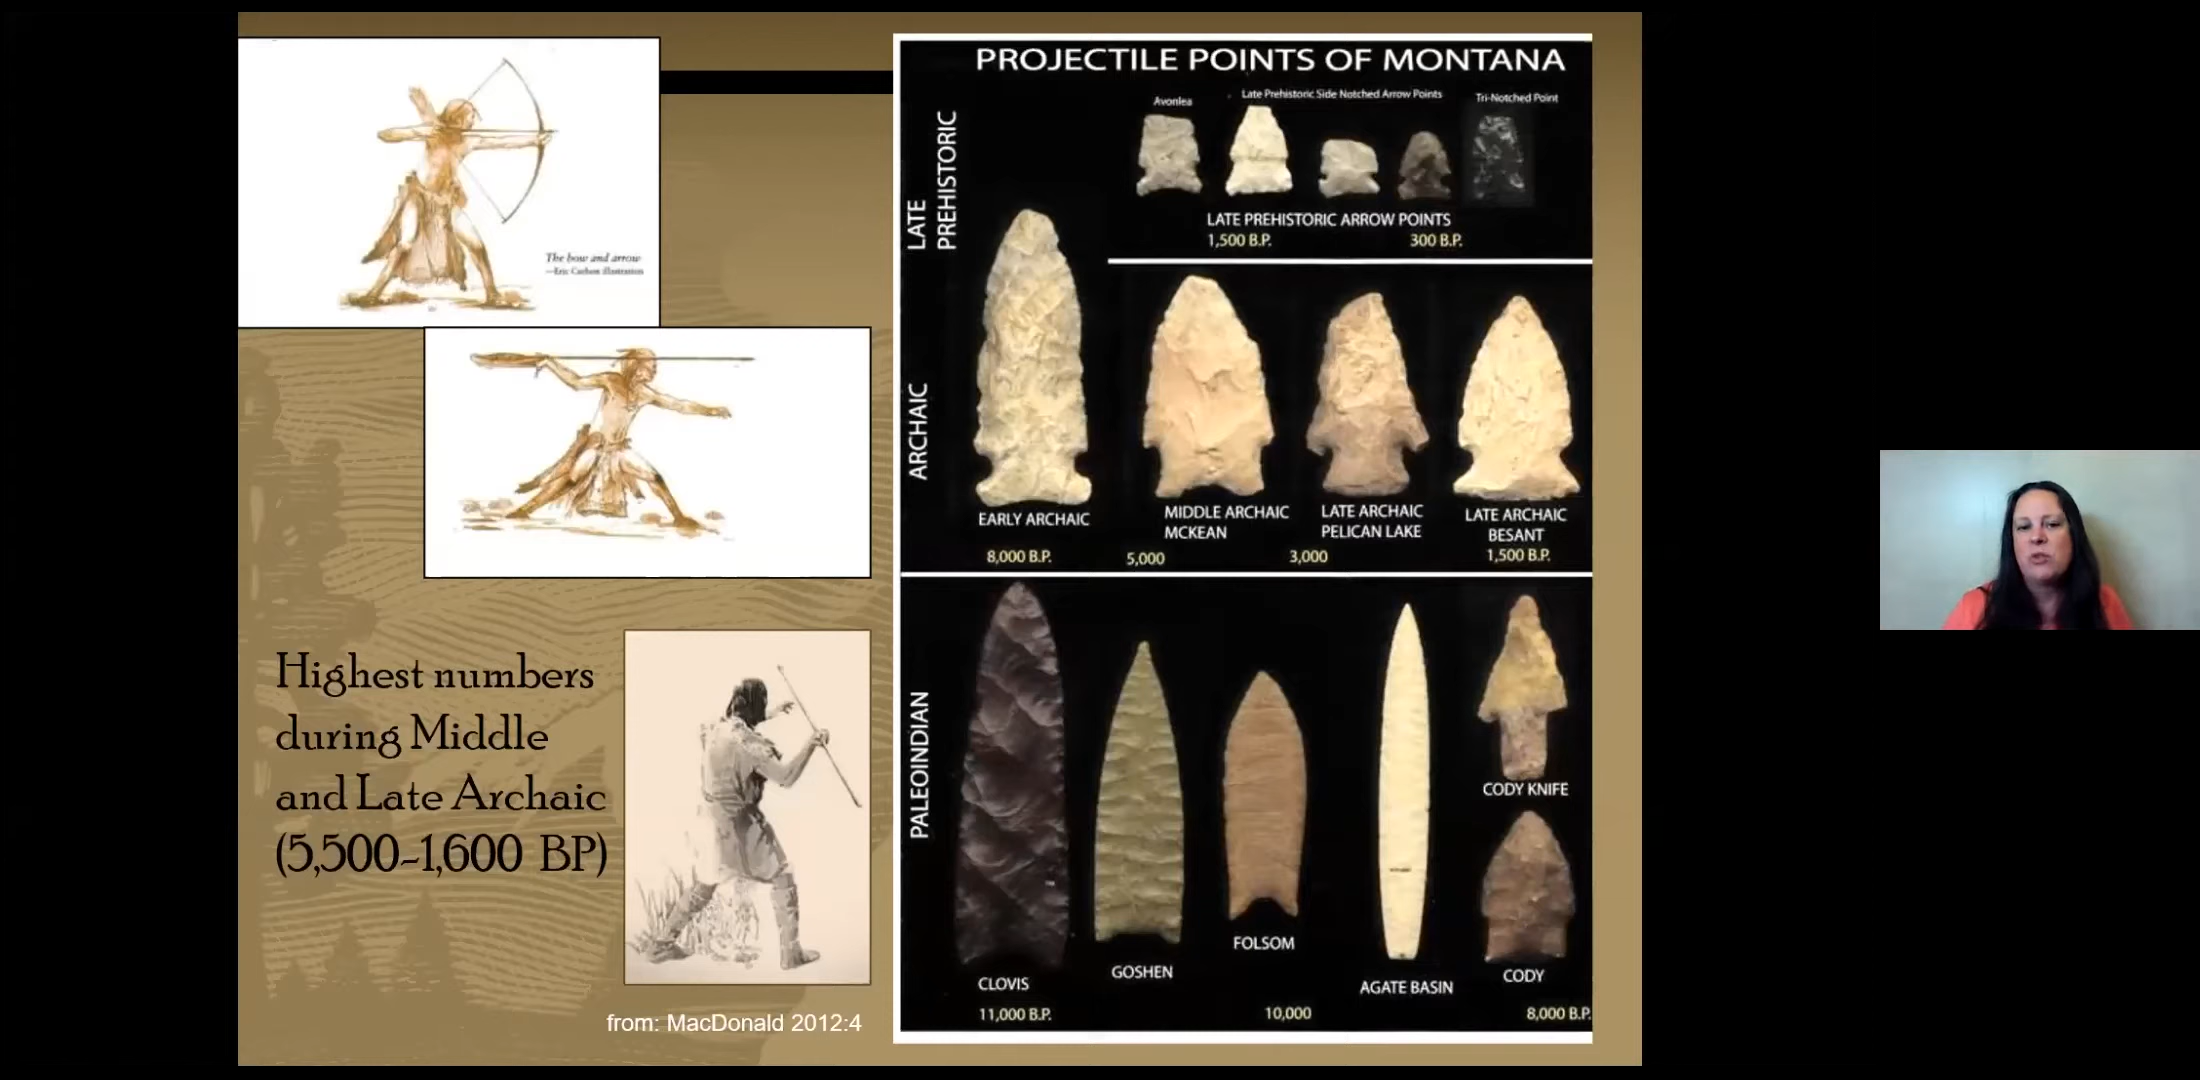 The bow and arrow
—Eric Carlson illustration
Highest numbers
during Middle
and Late Archaic
(5,500-1,600 BP)
from: MacDonald 2012:4
PROJECTILE POINTS OF MONTANA
LATE
PREHISTORIC
Avonlea
Late Prehistoric Side Notched Arrow Points
Tri-Notched Point
LATE PREHISTORIC ARROW POINTS
1,500 B.P.
300 B.P.
ARCHAIC
EARLY ARCHAIC
8,000 B.P.
MIDDLE ARCHAIC
MCKEAN
5,000
LATE ARCHAIC
PELICAN LAKE
3,000
LATE ARCHAIC
BESANT
1,500 B.P.
PALEOINDIAN
CLOVIS
11,000 B.P.
GOSHEN
FOLSOM
10,000
AGATE BASIN
CODY KNIFE
CODY
8,000 B.P.